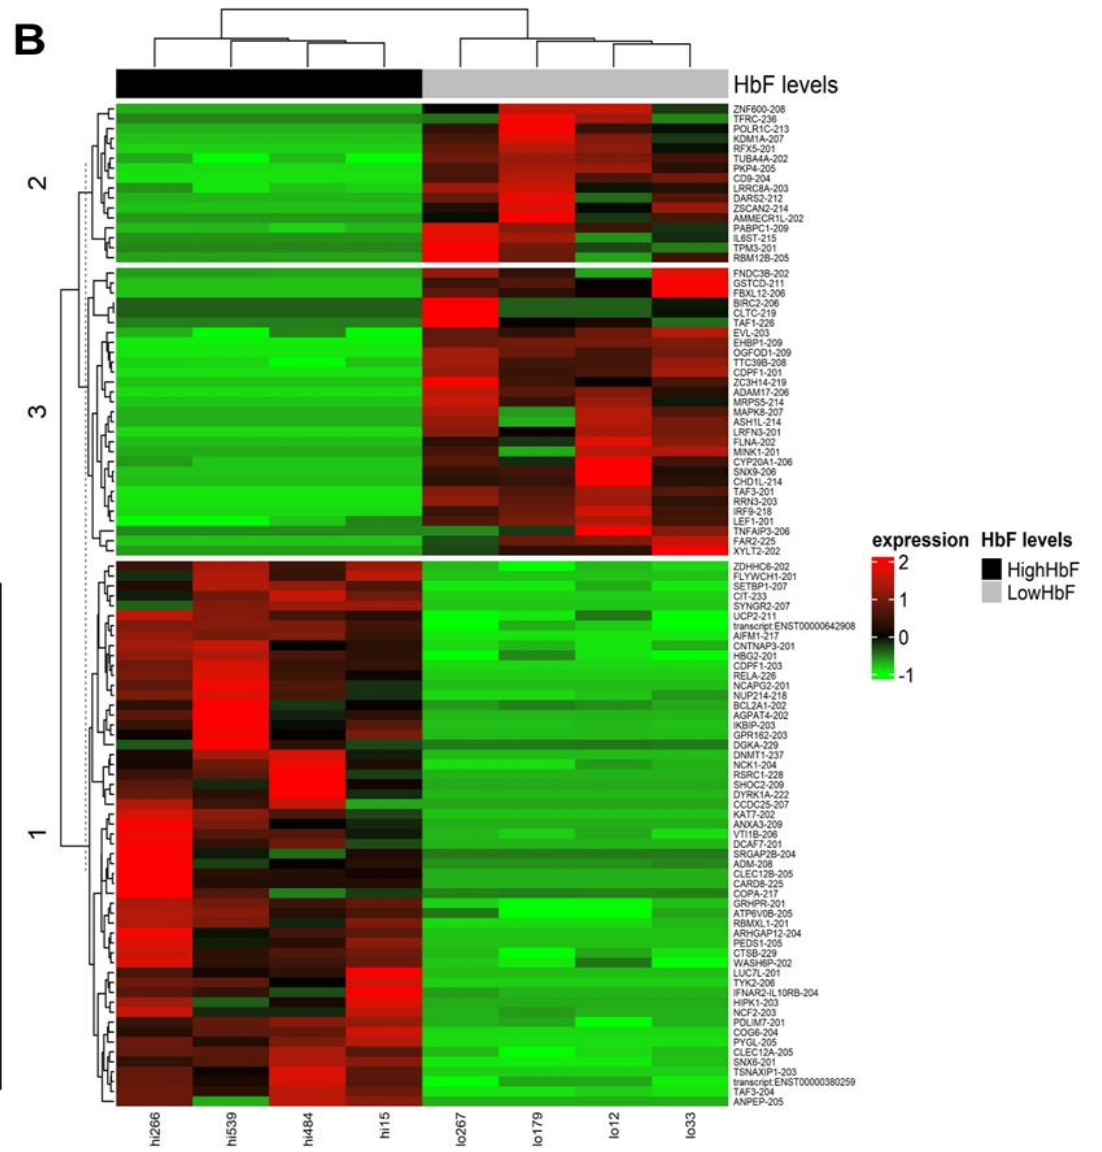 B
HbF levels
2
ZNF600-208
TFRC-236
POLR1C-213
KDM1A-207
RFX5-201
TUBA4A-202
PKP4-205
CD9-204
LRRC8A-203
DARS2-212
ZSCAN2-214
AMMECR1L-202
PABPC1-209
IL6ST-215
TPM3-201
RBM12B-205
3
FNDC3B-202
GSTCD-211
FBXL12-206
BIRC2-206
CLTC-219
TAF1-226
EVL-203
EHBP1-209
OGFOD1-209
TTC39B-208
CDPF1-201
ZC3H14-219
ADAM17-206
MRPS5-214
MAPK8-207
ASH1L-214
LRFN3-201
FLNA-202
MINK1-201
CYP20A1-206
SNX9-206
CHD1L-214
TAF3-201
RRN3-203
IRF9-218
LEF1-201
TNFAIP3-206
FAR2-225
XYLT2-202
1
ZDHHC6-202
FLYWCH1-201
SETBP1-207
CIT-233
SYNGR2-207
UCP2-211
transcript:ENST00000642908
AIFM1-217
CNTNAP3-201
HBG2-201
CDPF1-203
RELA-226
NCAPG2-201
NUP214-218
BCL2A1-202
AGPAT4-202
IKBIP-203
GPR162-203
DGKA-229
DNMT1-237
NCK1-204
RSRC1-228
SHOC2-209
DYRK1A-222
CCDC25-207
KAT7-202
ANXA3-209
VTI1B-206
DCAF7-201
SRGAP2B-204
ADM-208
CLEC12B-205
CARD8-225
COPA-217
GRHPR-201
ATP6V0B-205
RBMXL1-201
ARHGAP12-204
PEDS1-205
CTSB-229
WASH6P-202
LUC7L-201
TYK2-206
IFNAR2-IL10RB-204
HIPK1-203
NCF2-203
PDLIM7-201
COG6-204
PYGL-205
CLEC12A-205
SNX6-201
TSNAXIP1-203
transcript:ENST00000380259
TAF3-204
ANPEP-205
hi266 hi539 hi484 hi15 lo267 lo179 lo12 lo33
expression
2
1
0
-1
HbF levels
HighHbF
LowHbF